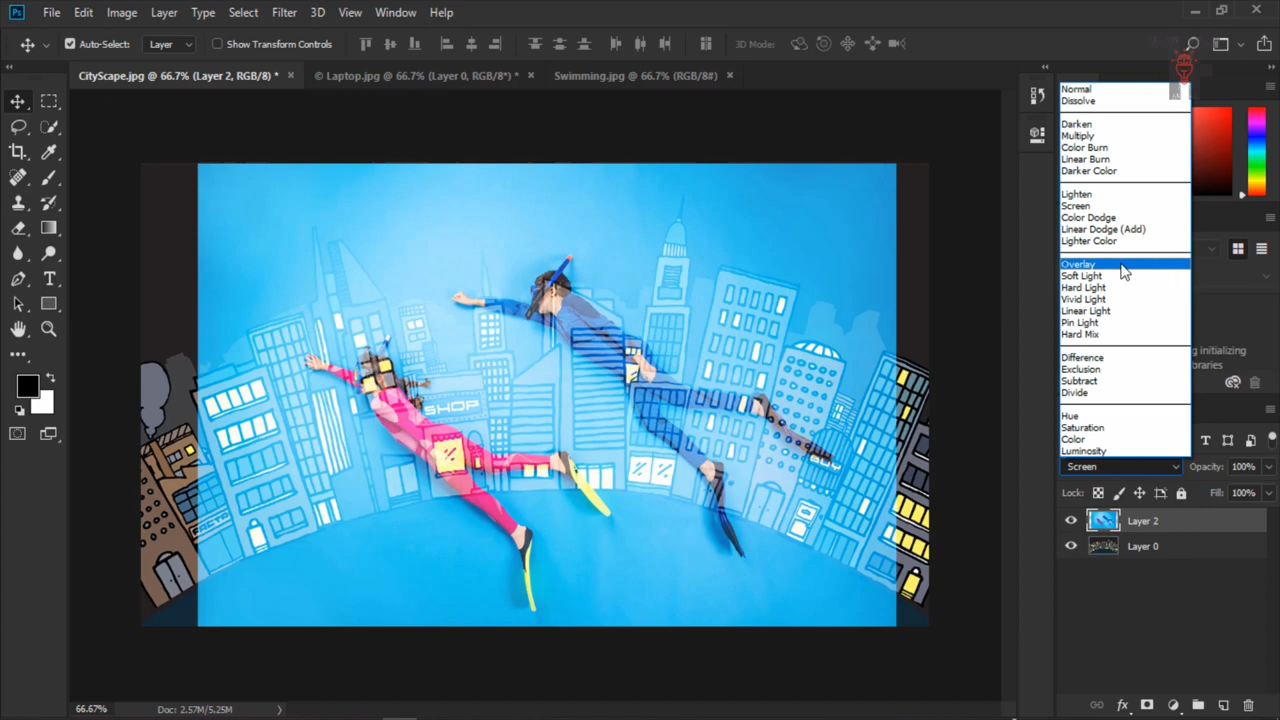 Ps File Edit Image Layer Type Select Filter 3D View Window Help
Auto-Select: Layer Show Transform Controls 3D Mode:
CityScape.jpg @ 66.7% (Layer 2, RGB/8) * × © Laptop.jpg @ 66.7% (Layer 0, RGB/8*) * × Swimming.jpg @ 66.7% (RGB/8#) ×
Normal
Dissolve
Darken
Multiply
Color Burn
Linear Burn
Darker Color
Lighten
Screen
Color Dodge
Linear Dodge (Add)
Lighter Color
Overlay
Soft Light
Hard Light
Vivid Light
Linear Light
Pin Light
Hard Mix
Difference
Exclusion
Subtract
Divide
Hue
Saturation
Color
Luminosity
ng initializing
braries
SHOP
BUY
FACTO
Screen Opacity: 100%
Lock: Fill: 100%
Layer 2
Layer 0
fx
66.67% Doc: 2.57M/5.25M